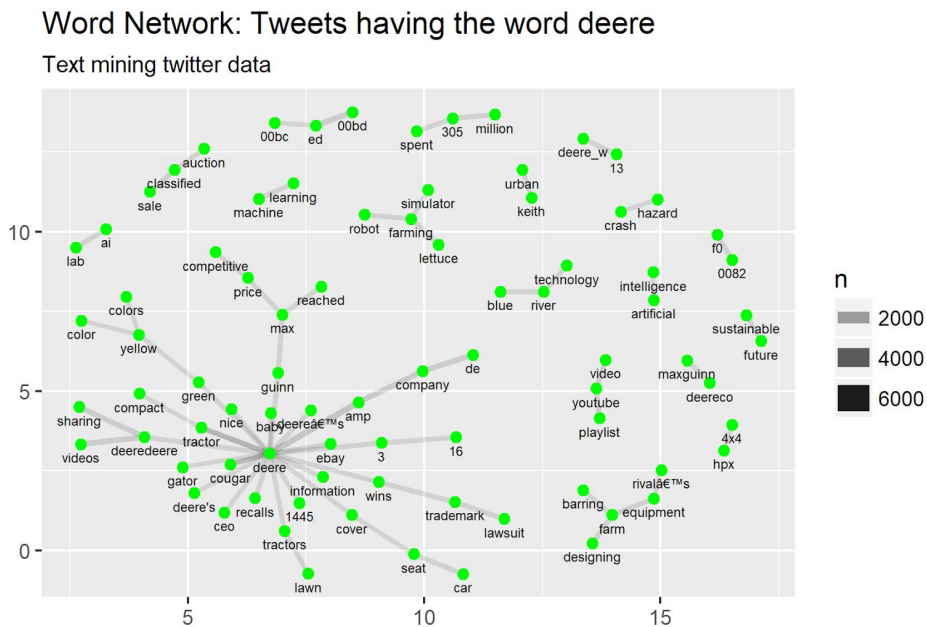 Word Network: Tweets having the word deere
Text mining twitter data
00bc
ed
00bd
spent
305
million
deere_w
13
auction
classified
sale
learning
machine
simulator
urban
keith
hazard
crash
robot
farming
lettuce
10
ai
lab
competitive
price
reached
max
f0
0082
technology
blue
river
intelligence
artificial
colors
color
yellow
sustainable
future
n
2000
4000
6000
5
green
guinn
company
de
video
youtube
playlist
maxguinn
deereco
sharing
compact
nice
baby
deereâ€™s
amp
tractor
videos
deeredeere
deere
ebay
3
16
4x4
hpx
gator
cougar
information
wins
rivalâ€™s
deere's
ceo
recalls
1445
cover
trademark
lawsuit
barring
equipment
farm
designing
0
tractors
seat
lawn
car
5
10
15